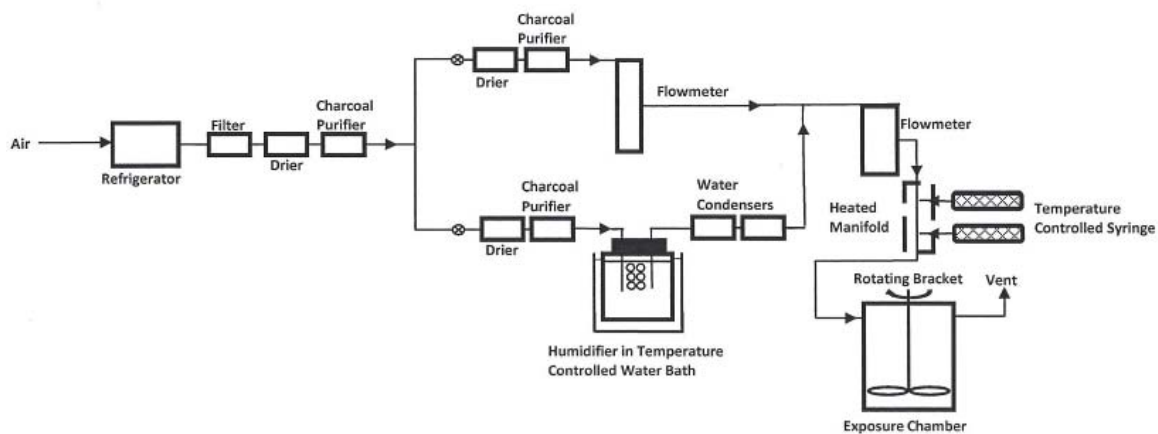 Charcoal
Purifier
Drier
Flowmeter
Air
Refrigerator
Filter
Drier
Charcoal
Purifier
Flowmeter
Charcoal
Purifier
Drier
Water
Condensers
Heated
Manifold
Temperature
Controlled Syringe
Humidifier in Temperature
Controlled Water Bath
Rotating Bracket
Vent
Exposure Chamber